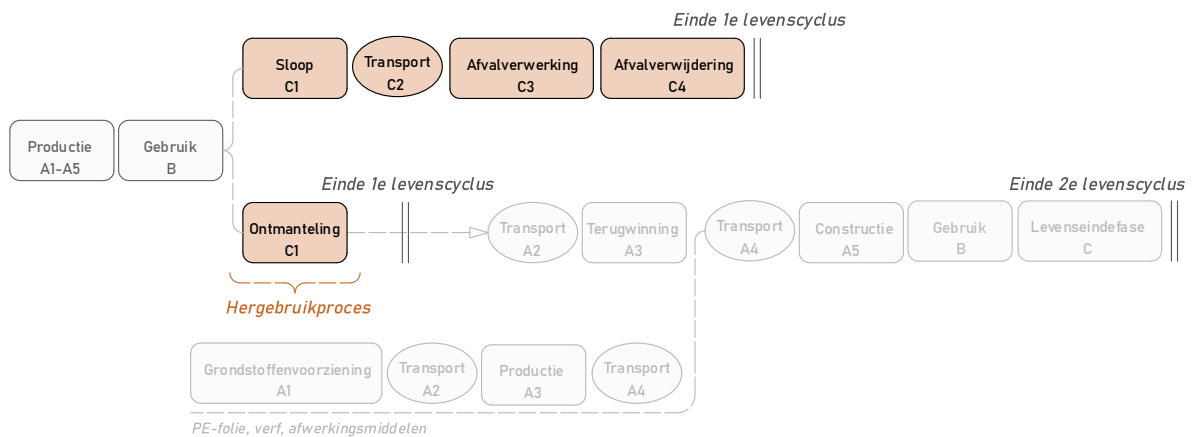 Einde 1e levenscyclus
Sloop
C1
Transport
C2
Afvalverwerking
C3
Afvalverwijdering
C4
Productie
A1-A5
Gebruik
B
Einde 1e levenscyclus
Einde 2e levenscyclus
Ontmanteling
C1
Transport
A2
Terugwinning
A3
Transport
A4
Constructie
A5
Gebruik
B
Levenseindefase
C
Hergebruikproces
Grondstoffenvoorziening
A1
Transport
A2
Productie
A3
Transport
A4
PE-folie, verf, afwerkingsmiddelen